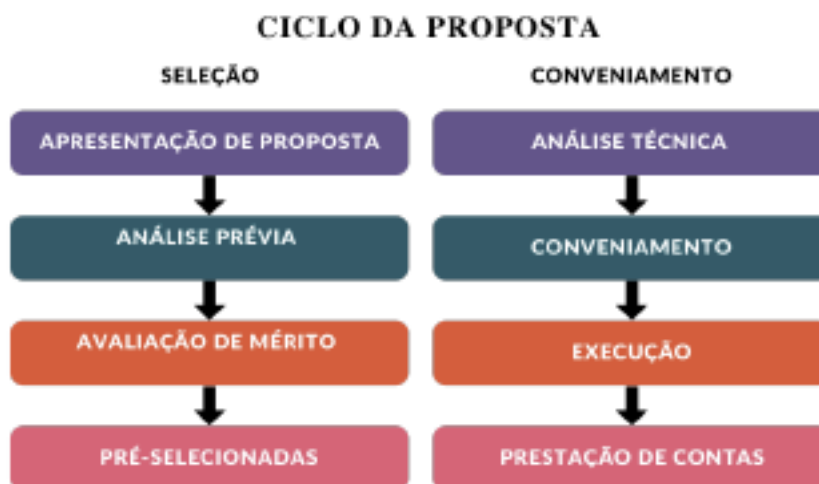 CICLO DA PROPOSTA
SELEÇÃO
APRESENTAÇÃO DE PROPOSTA
ANÁLISE PRÉVIA
AVALIAÇÃO DE MÉRITO
PRÉ-SELECIONADAS
CONVENIAMENTO
ANÁLISE TÉCNICA
CONVENIAMENTO
EXECUÇÃO
PRESTAÇÃO DE CONTAS